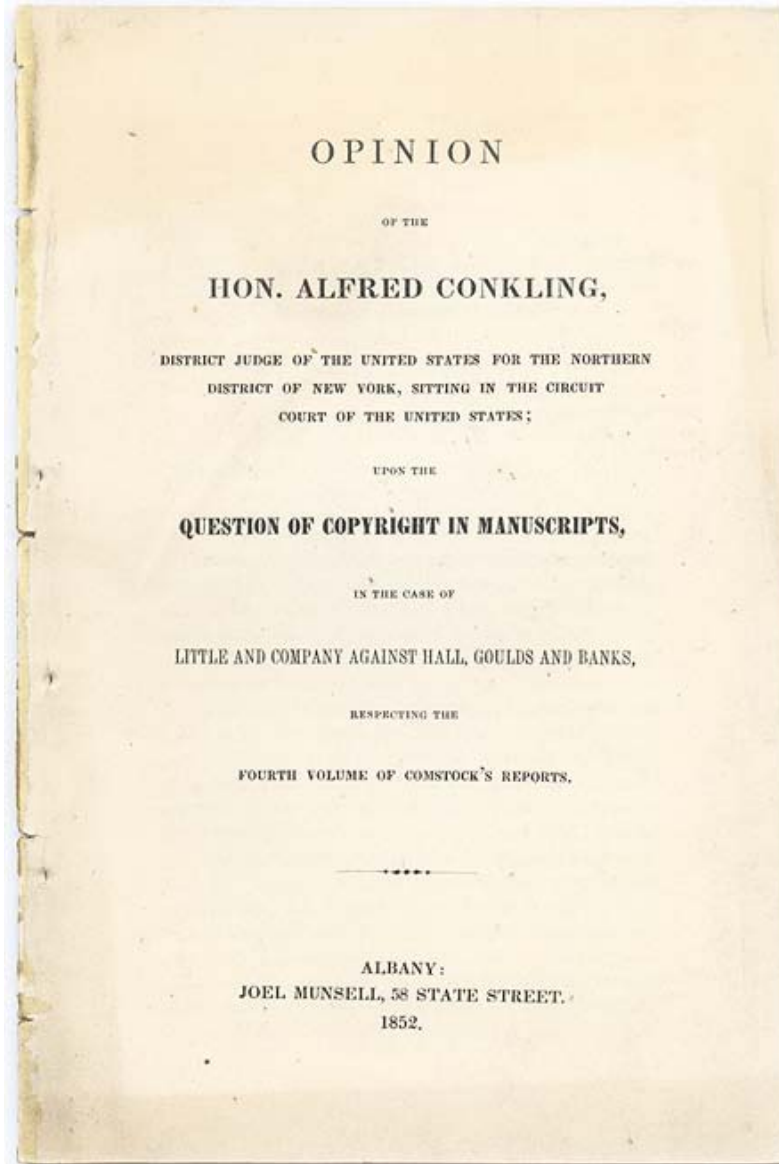 OPINION
OF THE
HON. ALFRED CONKLING,
DISTRICT JUDGE OF THE UNITED STATES FOR THE NORTHERN
DISTRICT OF NEW YORK, SITTING IN THE CIRCUIT
COURT OF THE UNITED STATES;
UPON THE
QUESTION OF COPYRIGHT IN MANUSCRIPTS,
IN THE CASE OF
LITTLE AND COMPANY AGAINST HALL, GOULDS AND BANKS,
RESPECTING THE
FOURTH VOLUME OF COMSTOCK'S REPORTS.
ALBANY:
JOEL MUNSELL, 58 STATE STREET.
1852.